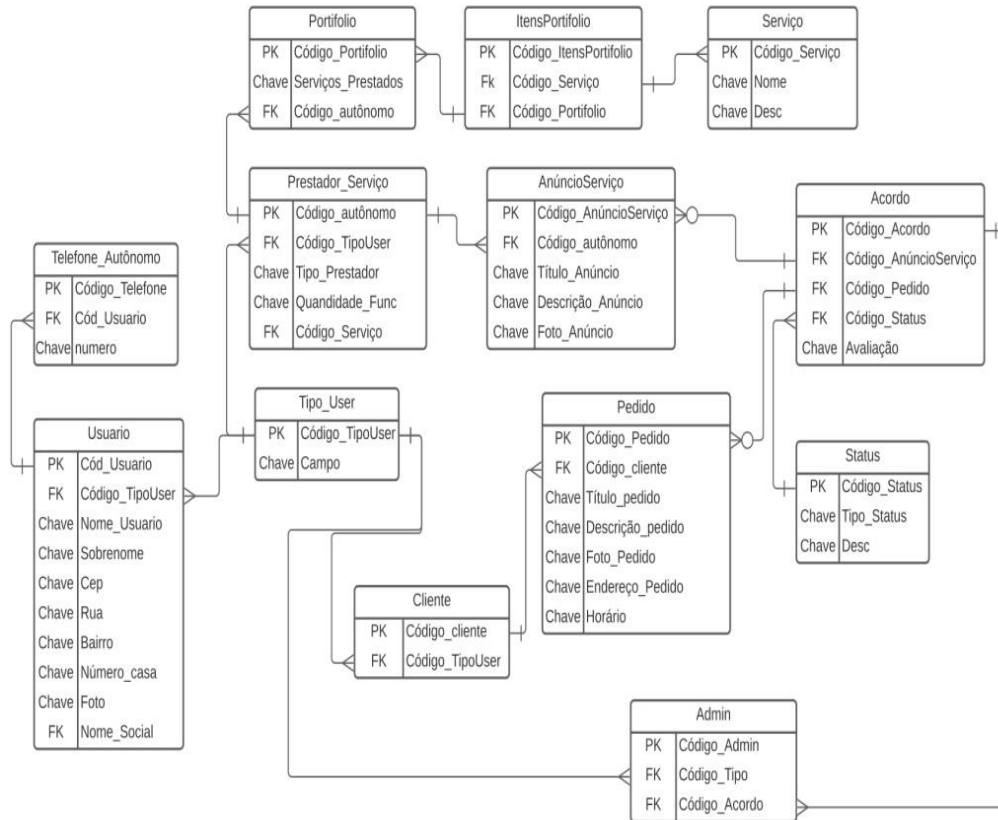 Portifolio
PK Código_Portifolio
Chave Serviços_Prestados
FK Código_autônomo
ItensPortifolio
PK Código_ItensPortifolio
Fk Código_Serviço
FK Código_Portifolio
Serviço
PK Código_Serviço
Chave Nome
Chave Desc
Prestador_Serviço
PK Código_autônomo
FK Código_TipoUser
Chave Tipo_Prestador
Chave Quandidade_Func
FK Código_Serviço
AnúncioServiço
PK Código_AnúncioServiço
FK Código_autônomo
Chave Título_Anúncio
Chave Descrição_Anúncio
Chave Foto_Anúncio
Acordo
PK Código_Acordo
FK Código_AnúncioServiço
FK Código_Pedido
FK Código_Status
Chave Avaliação
Telefone_Autônomo
PK Código_Telefone
FK Cód_Usuario
Chave numero
Usuario
PK Cód_Usuario
FK Código_TipoUser
Chave Nome_Usuario
Chave Sobrenome
Chave Cep
Chave Rua
Chave Bairro
Chave Número_casa
Chave Foto
FK Nome_Social
Tipo_User
PK Código_TipoUser
Chave Campo
Pedido
PK Código_Pedido
FK Código_cliente
Chave Título_pedido
Chave Descrição_pedido
Chave Foto_Pedido
Chave Endereço_Pedido
Chave Horário
Status
PK Código_Status
Chave Tipo_Status
Chave Desc
Cliente
PK Código_cliente
FK Código_TipoUser
Admin
PK Código_Admin
FK Código_Tipo
FK Código_Acordo